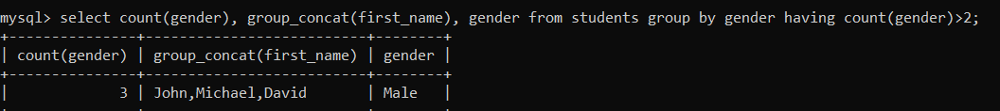 mysql> select count(gender), group_concat(first_name), gender from students group by gender having count(gender)>2;
+---------------+--------------------------+--------+
| count(gender) | group_concat(first_name) | gender |
+---------------+--------------------------+--------+
|             3 | John,Michael,David       | Male   |
+---------------+--------------------------+--------+